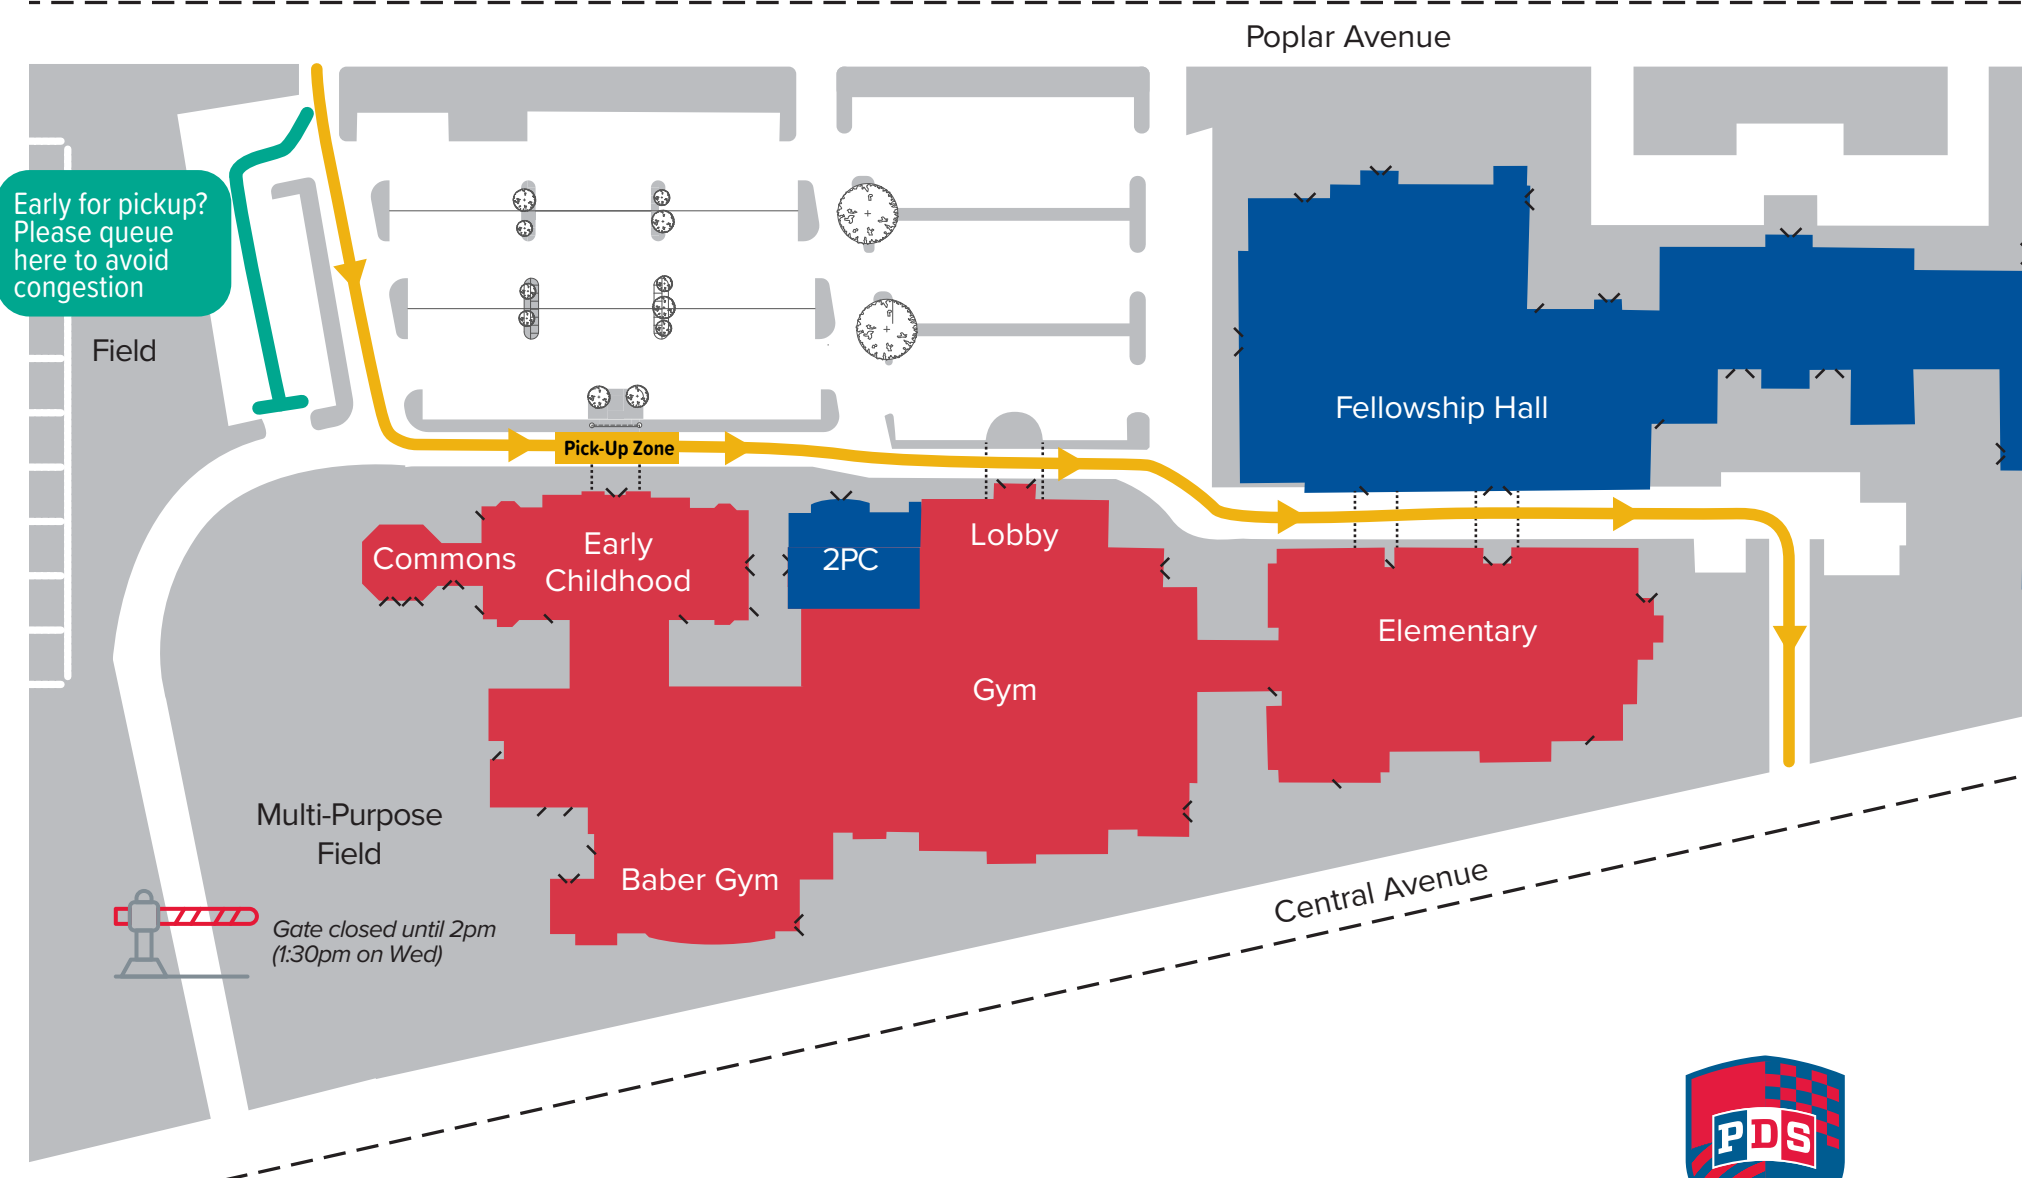 Poplar Avenue
Early for pickup?
Please queue
here to avoid
congestion
Field
Fellowship Hall
Pick-Up Zone
Commons
Early
Childhood
2PC
Lobby
Gym
Elementary
Multi-Purpose
Field
Baber Gym
Central Avenue
Gate closed until 2pm
(1:30pm on Wed)
PDS